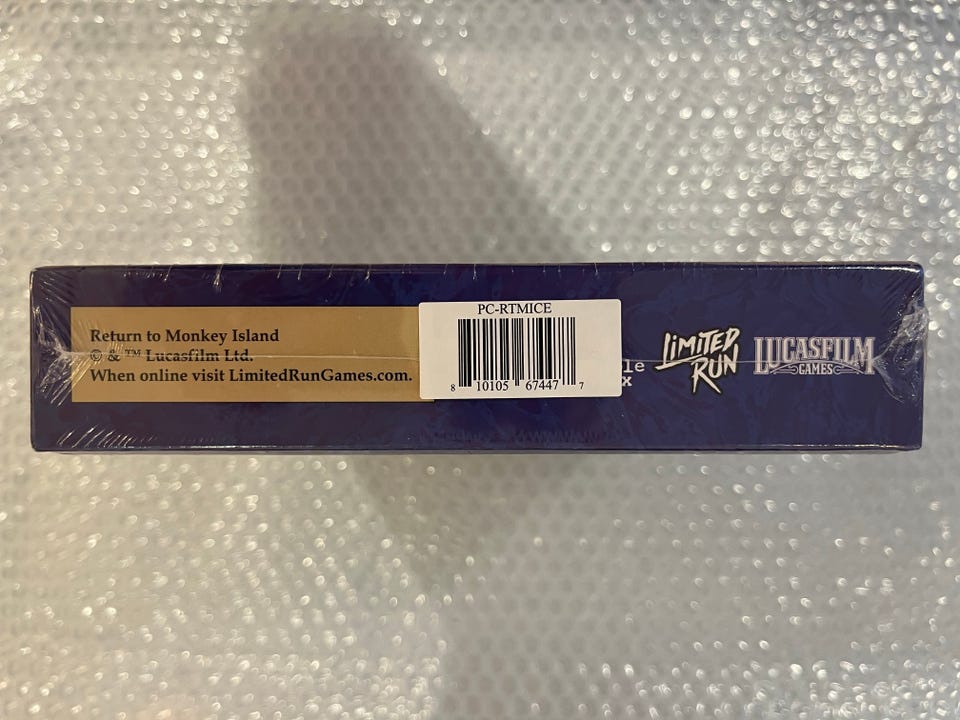 Return to Monkey Island
© & ™ Lucasfilm Ltd.
When online visit LimitedRunGames.com.
PC-RTMICE
8 10105 67447 7
LiMiTED
RUN
LUCASFILM
GAMES